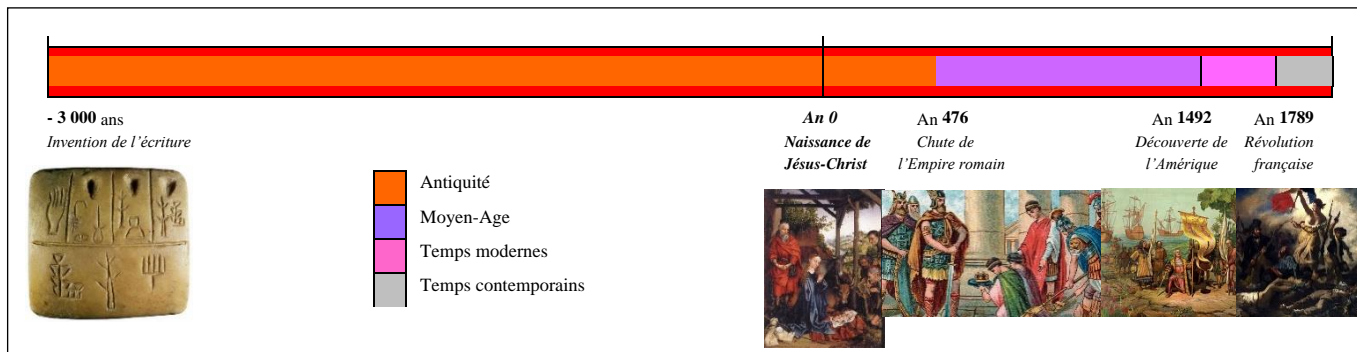 - 3 000 ans
Invention de l'écriture
An 0
Naissance de
Jésus-Christ
An 476
Chute de
l'Empire romain
An 1492
Découverte de
l'Amérique
An 1789
Révolution
française
Antiquité
Moyen-Age
Temps modernes
Temps contemporains